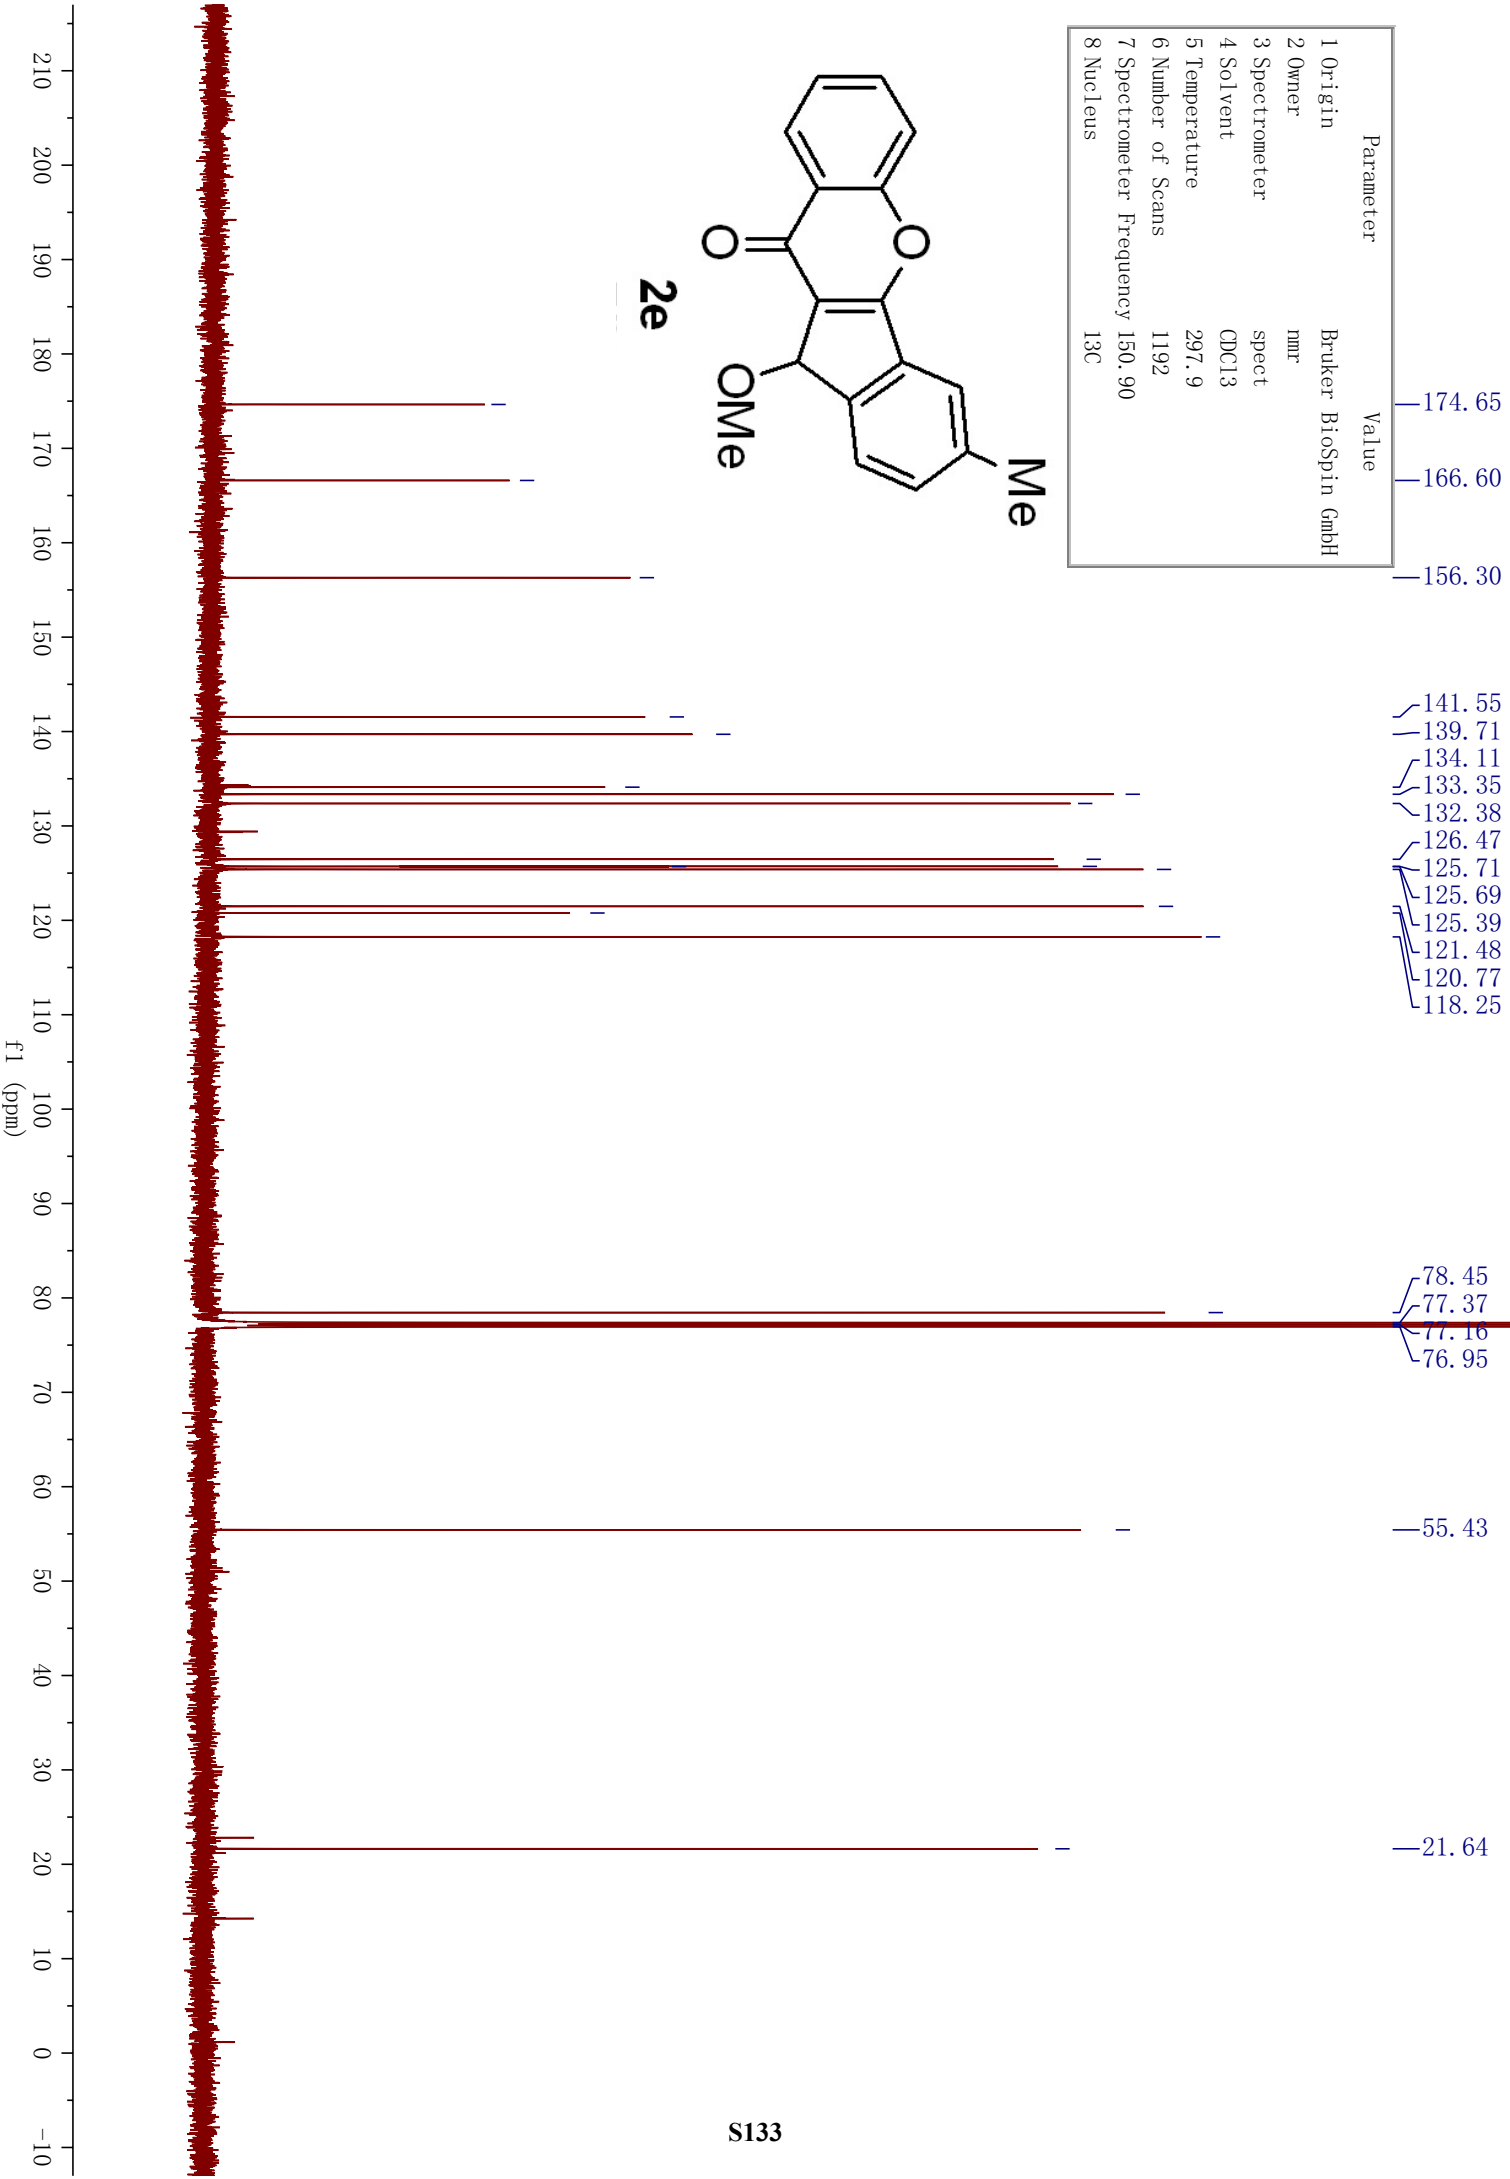 Parameter Value
1 Origin Bruker BioSpin GmbH
2 Owner nmr
3 Spectrometer spect
4 Solvent CDCl3
5 Temperature 297.9
6 Number of Scans 1192
7 Spectrometer Frequency 150.90
8 Nucleus 13C
174.65
166.60
156.30
141.55
139.71
134.11
133.35
132.38
126.47
125.71
125.69
125.39
121.48
120.77
118.25
78.45
77.37
77.16
76.95
55.43
21.64
Me
O
O
OMe
2e
210 200 190 180 170 160 150 140 130 120 110 100 90 80 70 60 50 40 30 20 10 0 -10
f1 (ppm)
S133